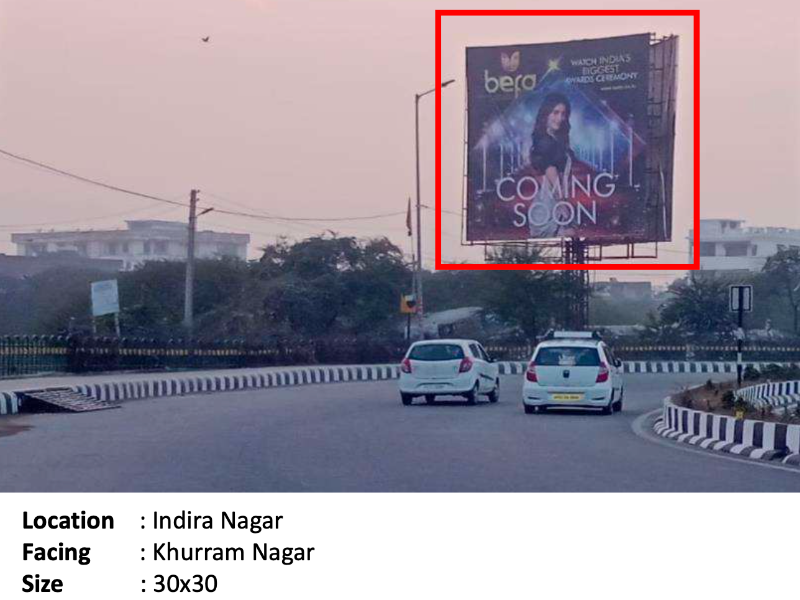 bera
WATCH INDIA'S
BIGGEST
AWARDS CEREMONY
COMING
SOON
Location : Indira Nagar
Facing : Khurram Nagar
Size : 30x30